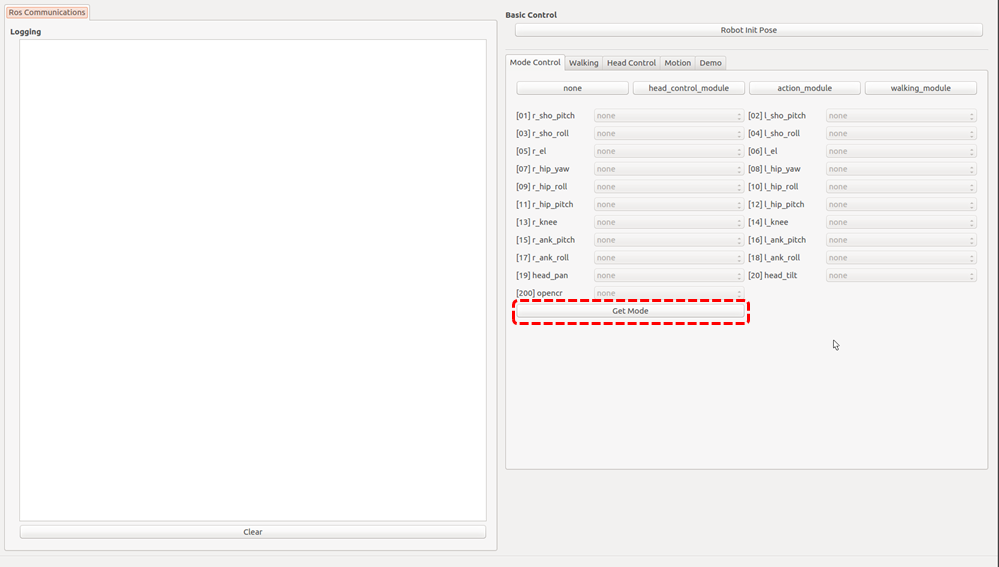 Ros Communications
Logging
Clear
Basic Control
Robot Init Pose
Mode Control Walking Head Control Motion Demo
none head_control_module action_module walking_module
[01] r_sho_pitch none [02] l_sho_pitch none
[03] r_sho_roll none [04] l_sho_roll none
[05] r_el none [06] l_el none
[07] r_hip_yaw none [08] l_hip_yaw none
[09] r_hip_roll none [10] l_hip_roll none
[11] r_hip_pitch none [12] l_hip_pitch none
[13] r_knee none [14] l_knee none
[15] r_ank_pitch none [16] l_ank_pitch none
[17] r_ank_roll none [18] l_ank_roll none
[19] head_pan none [20] head_tilt none
[200] opencr none
Get Mode